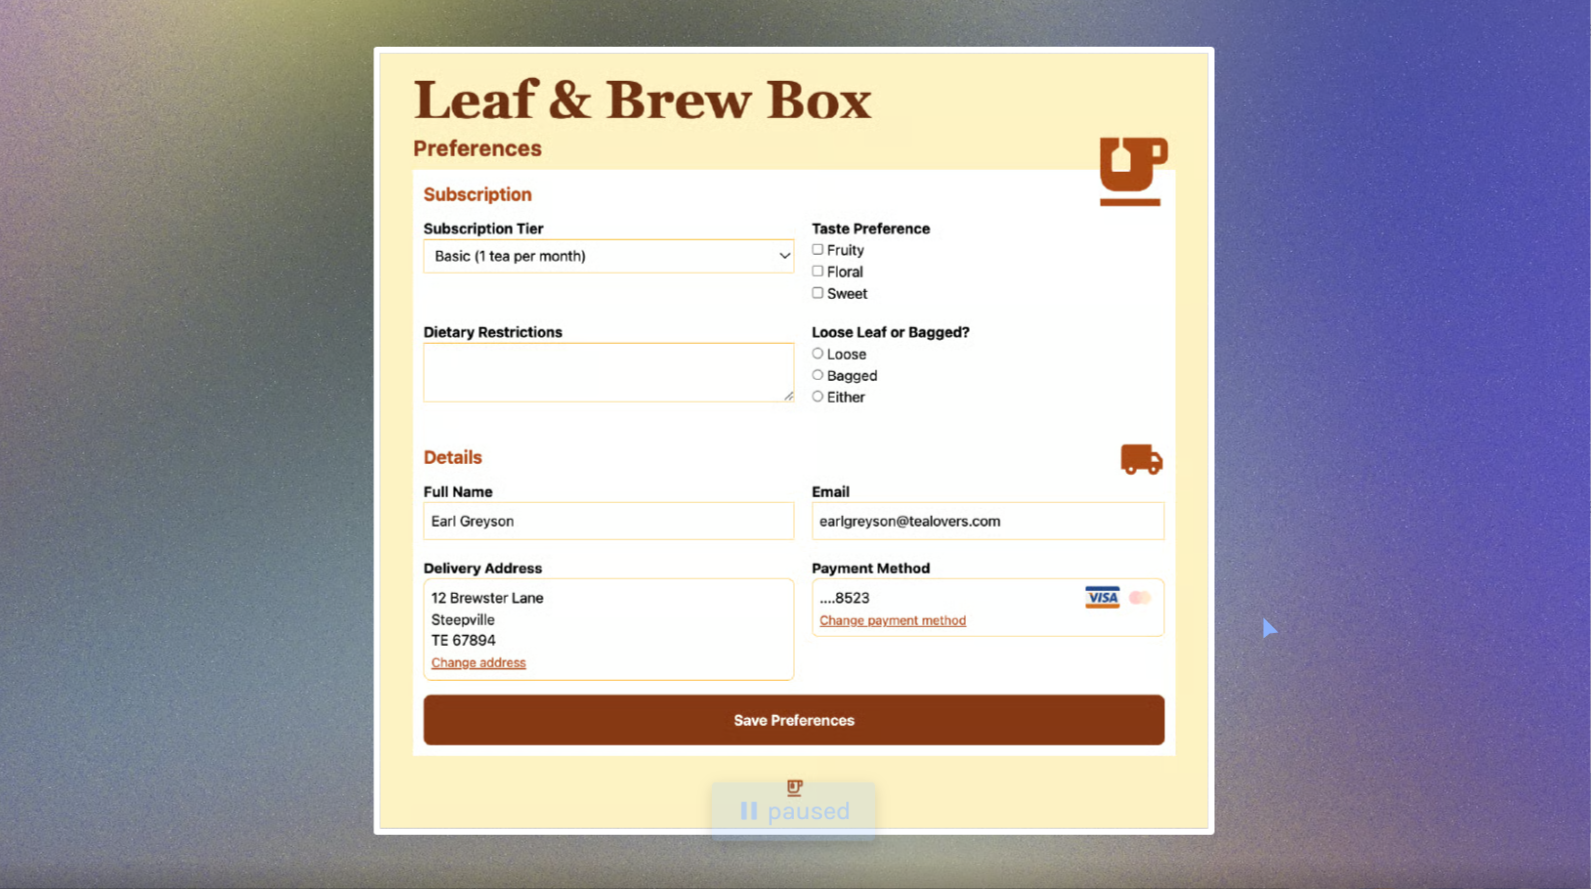 Leaf & Brew Box
Preferences
Subscription
Subscription Tier
Basic (1 tea per month)
Taste Preference
Fruity
Floral
Sweet
Dietary Restrictions
Loose Leaf or Bagged?
Loose
Bagged
Either
Details
Full Name
Earl Greyson
Email
earlgreyson@tealovers.com
Delivery Address
12 Brewster Lane
Steepville
TE 67894
Change address
Payment Method
....8523
VISA
Change payment method
Save Preferences
paused